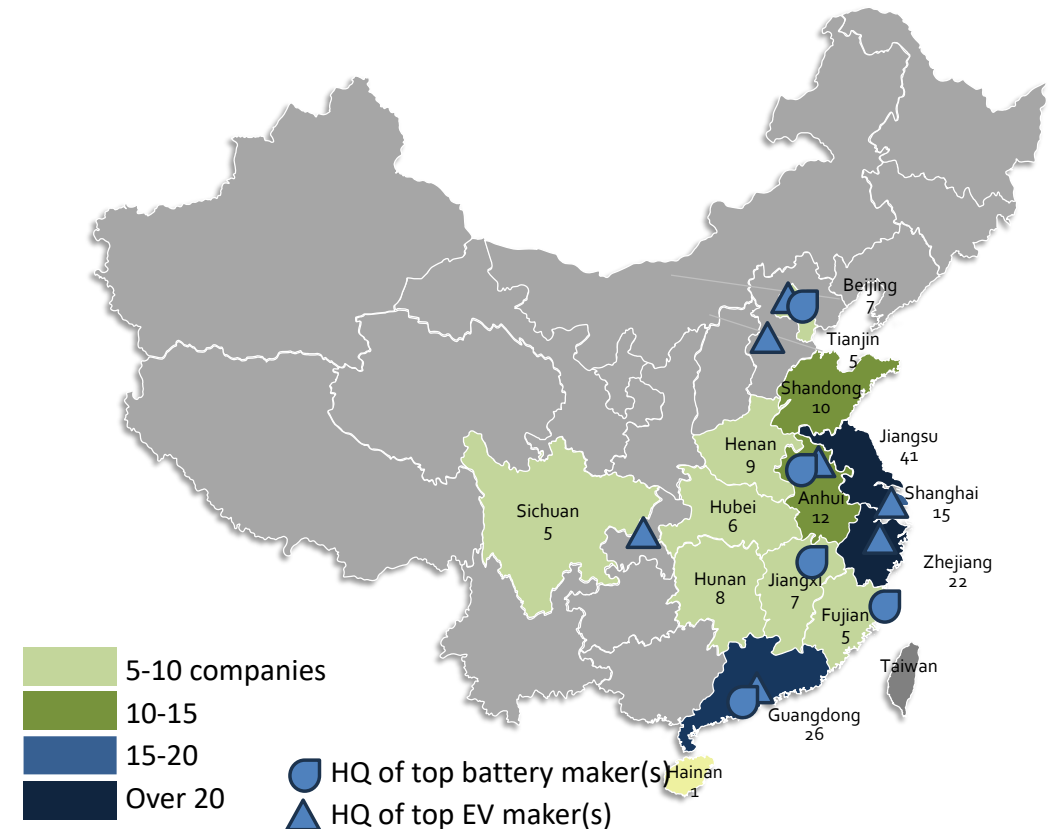 Beijing
7
Tianjin
5
Shandong
10
Henan
9
Jiangsu
41
Anhui
12
Shanghai
15
Sichuan
5
Hubei
6
Zhejiang
22
Hunan
8
Jiangxi
7
Fujian
5
Taiwan
Guangdong
26
Hainan
1
5-10 companies
10-15
15-20
Over 20
HQ of top battery maker(s)
HQ of top EV maker(s)